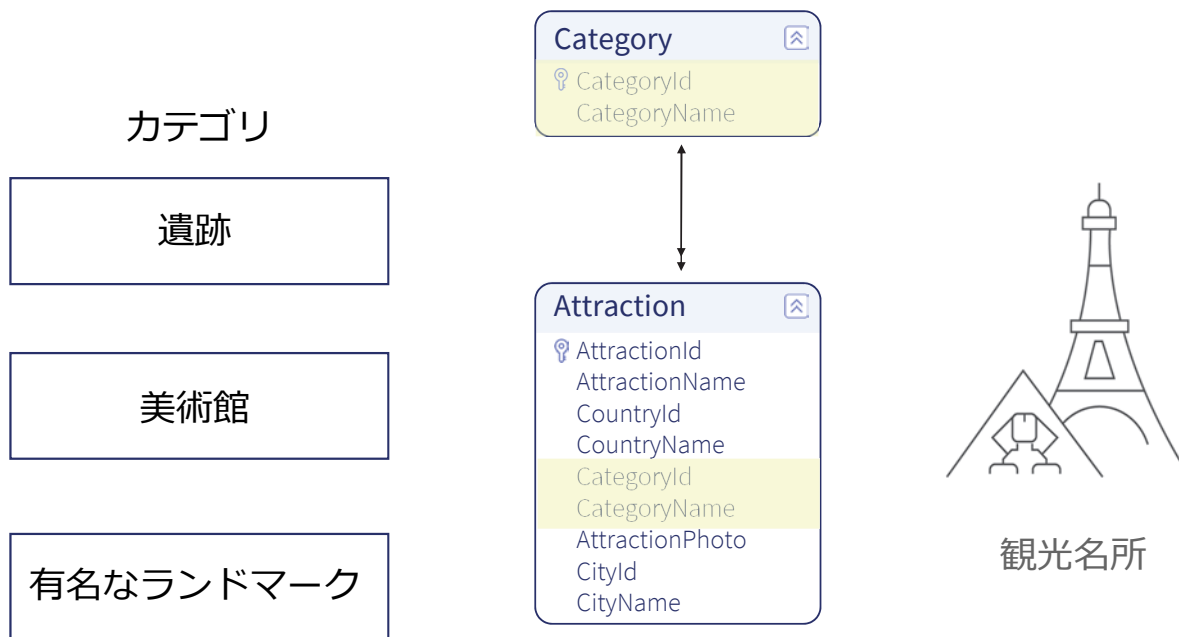 カテゴリ
遺跡
美術館
有名なランドマーク
Category
CategoryId
CategoryName
Attraction
AttractionId
AttractionName
CountryId
CountryName
CategoryId
CategoryName
AttractionPhoto
CityId
CityName
観光名所